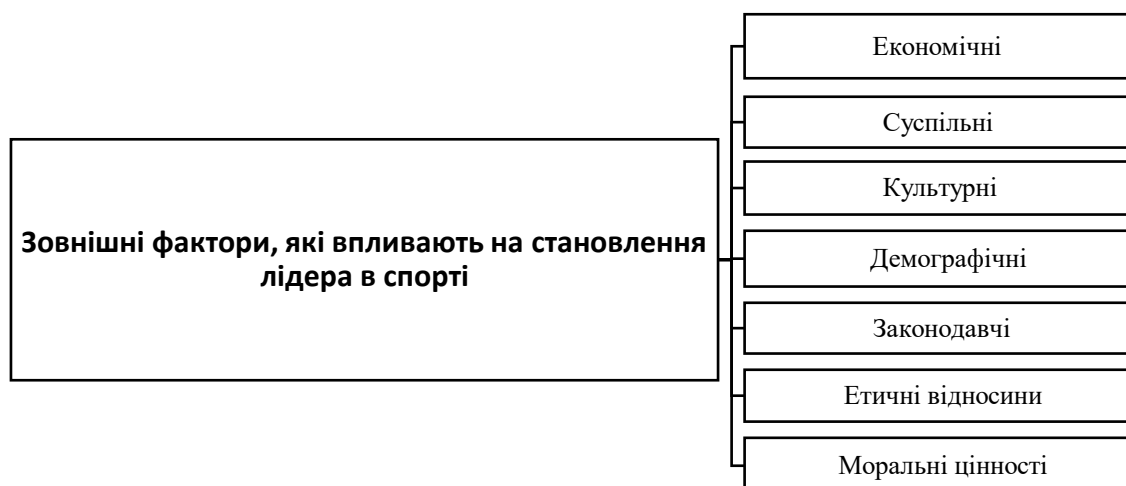 Зовнішні фактори, які впливають на становлення
лідера в спорті
Економічні
Суспільні
Культурні
Демографічні
Законодавчі
Етичні відносини
Моральні цінності